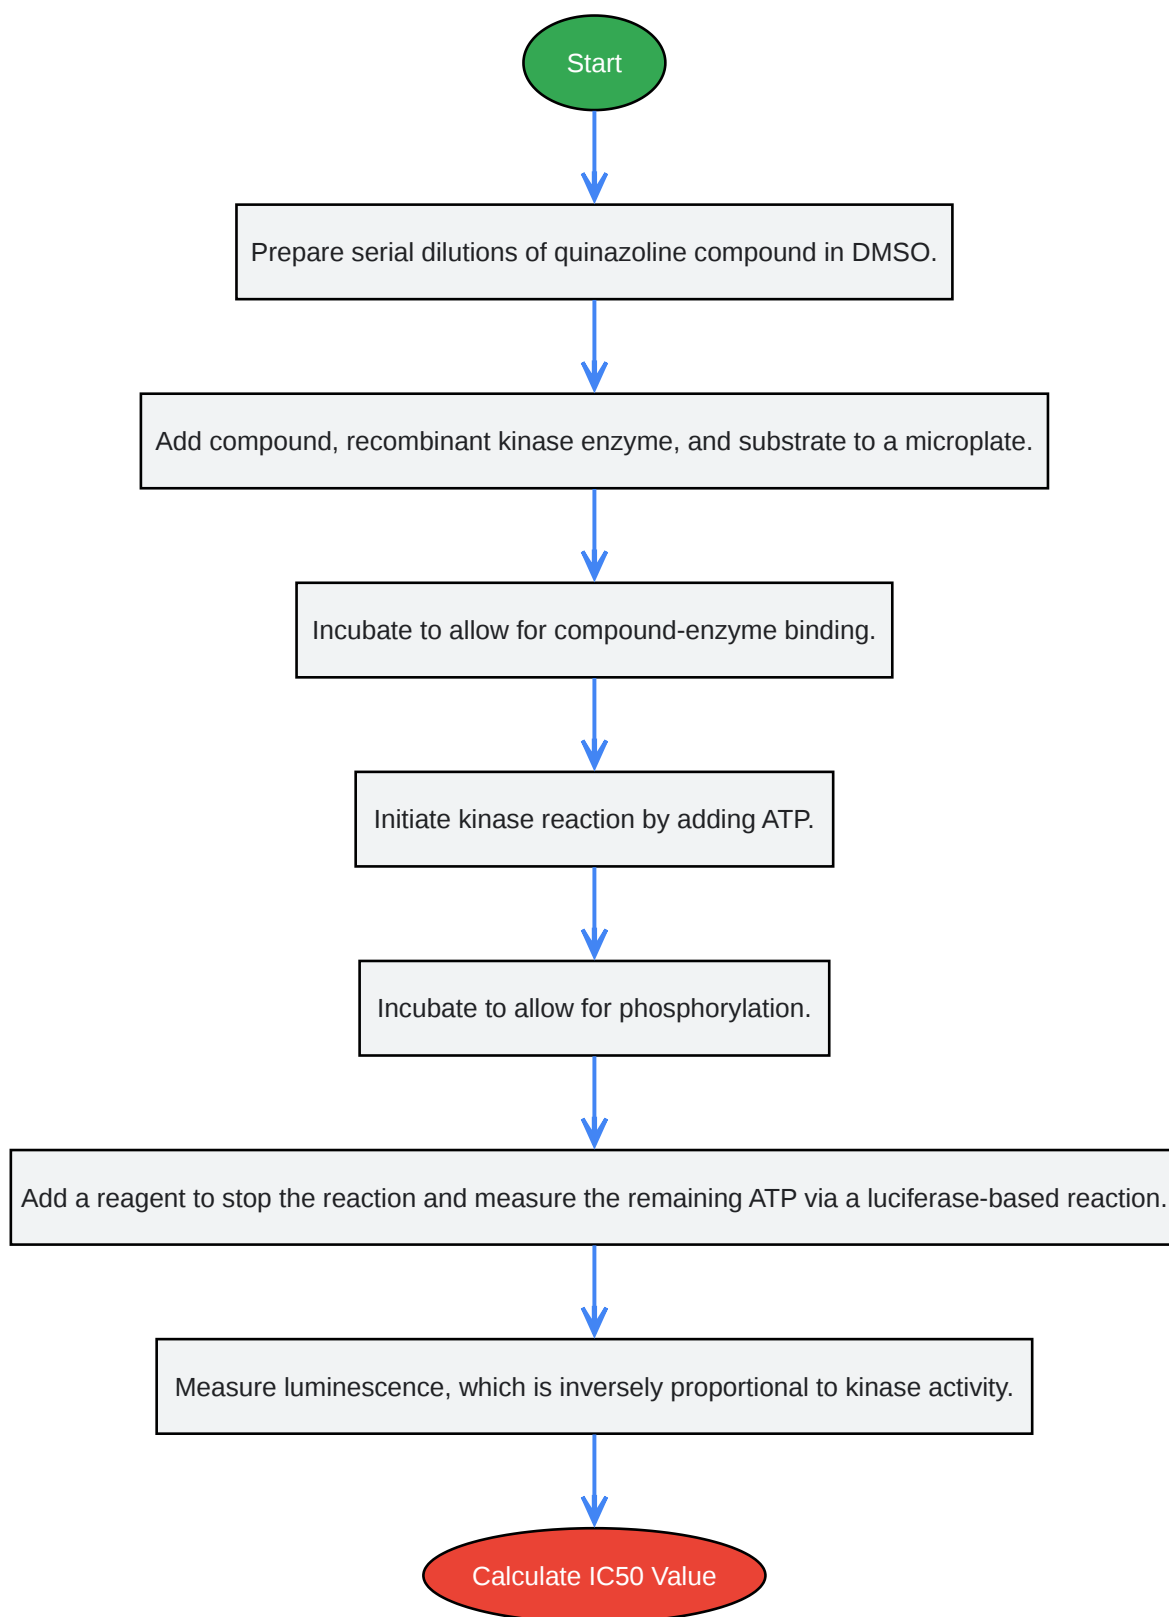 Start
Prepare serial dilutions of quinazoline compound in DMSO.
Add compound, recombinant kinase enzyme, and substrate to a microplate.
Incubate to allow for compound-enzyme binding.
Initiate kinase reaction by adding ATP.
Incubate to allow for phosphorylation.
Add a reagent to stop the reaction and measure the remaining ATP via a luciferase-based reaction.
Measure luminescence, which is inversely proportional to kinase activity.
Calculate IC50 Value